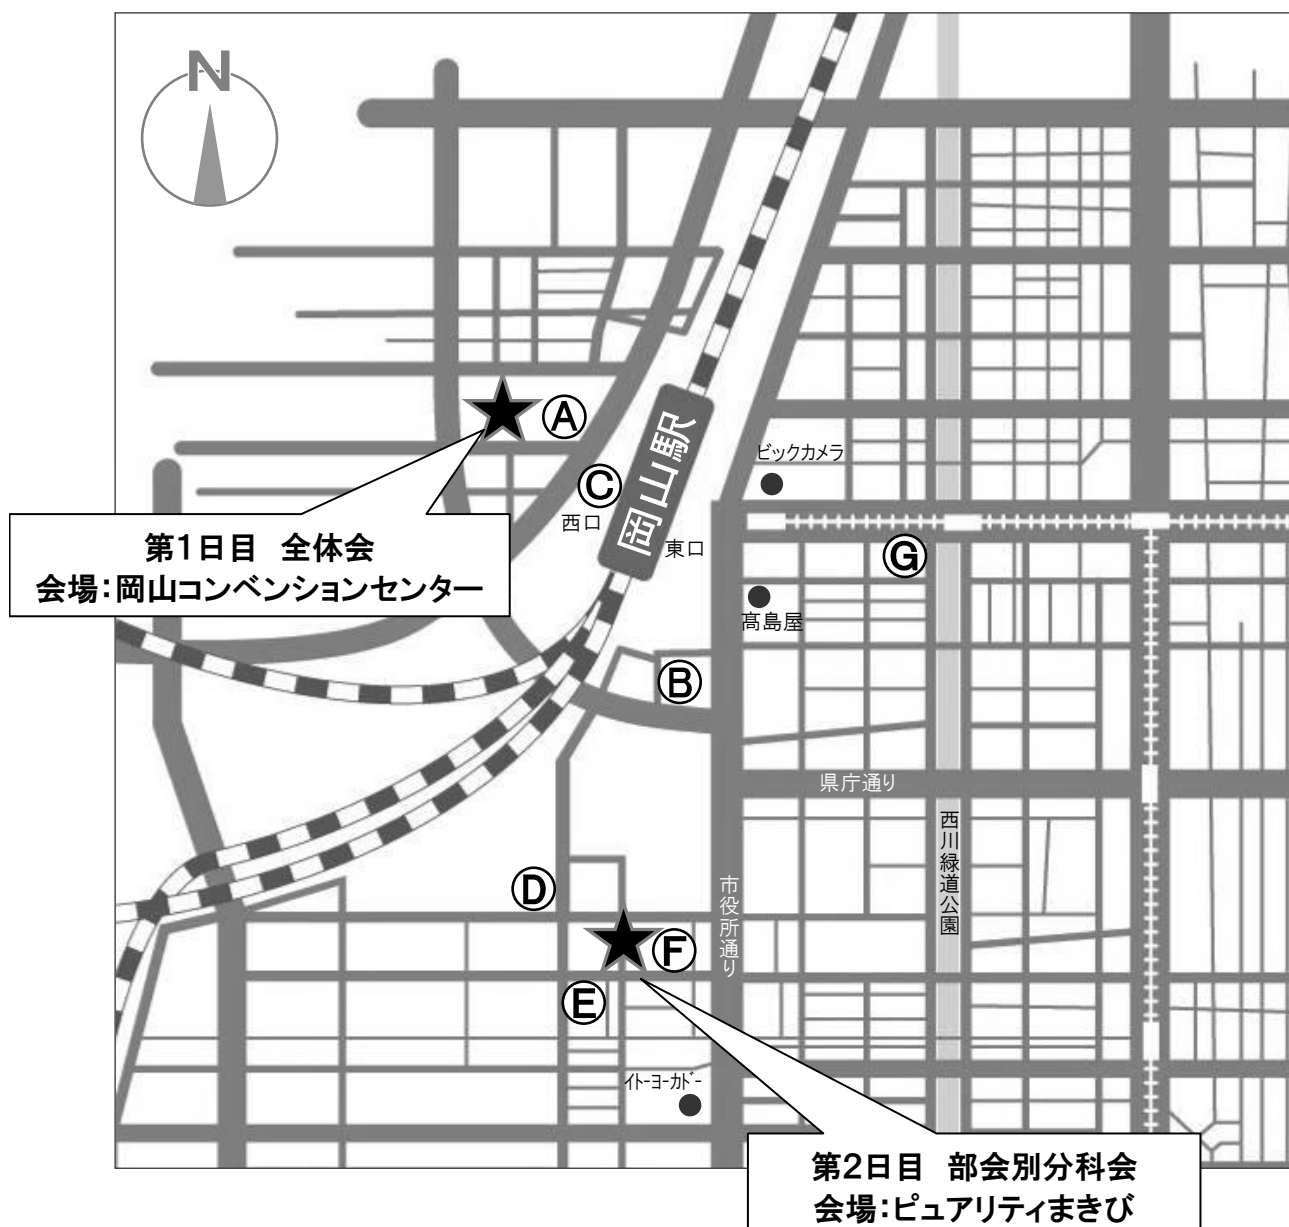 N
Ⓐ
ビックカメラ
Ⓒ
岡山駅
西口
東口
第1日目 全体会
会場：岡山コンベンションセンター
Ⓖ
髙島屋
Ⓑ
県庁通り
西川緑道公園
Ⓓ
市役所通り
Ⓕ
Ⓔ
イトーヨーカドー
第2日目 部会別分科会
会場：ピュアリティまきび